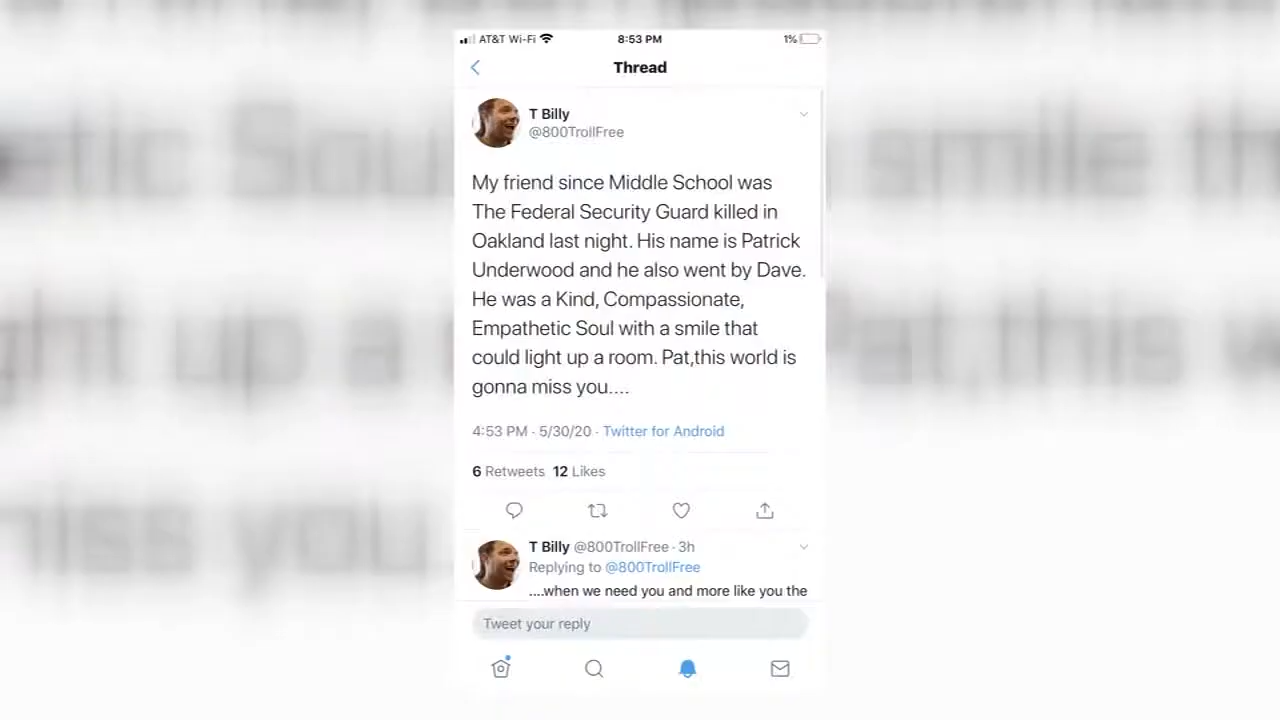 AT&T Wi-Fi 8:53 PM 1%
Thread
T Billy
@800TrollFree
My friend since Middle School was
The Federal Security Guard killed in
Oakland last night. His name is Patrick
Underwood and he also went by Dave.
He was a Kind, Compassionate,
Empathetic Soul with a smile that
could light up a room. Pat,this world is
gonna miss you....
4:53 PM · 5/30/20 · Twitter for Android
6 Retweets 12 Likes
T Billy @800TrollFree · 3h
Replying to @800TrollFree
....when we need you and more like you the
Tweet your reply